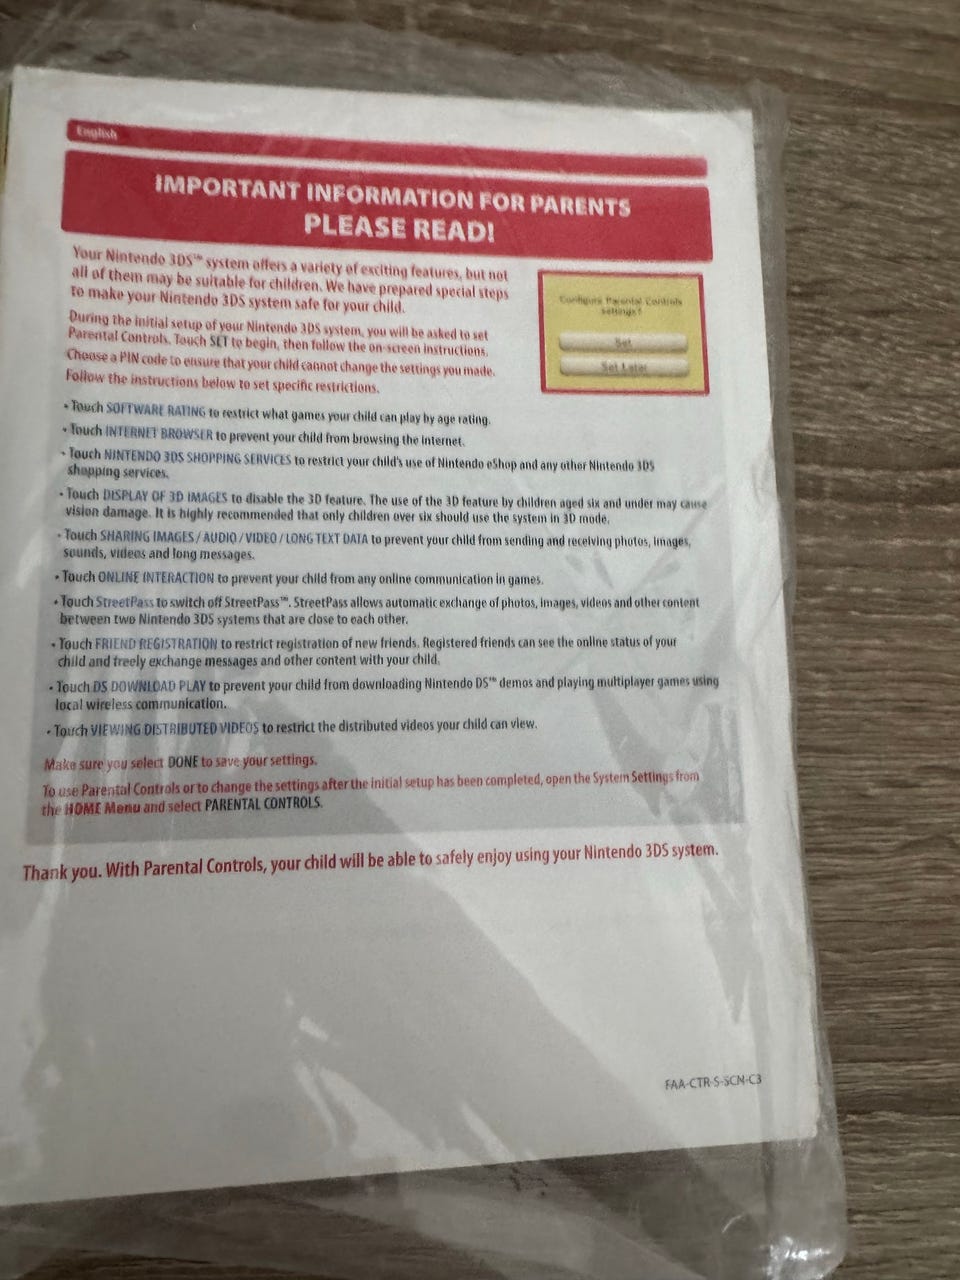 English
IMPORTANT INFORMATION FOR PARENTS
PLEASE READ!
Your Nintendo 3DS™ system offers a variety of exciting features, but not
all of them may be suitable for children. We have prepared special steps
to make your Nintendo 3DS system safe for your child.
During the initial setup of your Nintendo 3DS system, you will be asked to set
Parental Controls. Touch SET to begin, then follow the on-screen instructions.
Choose a PIN code to ensure that your child cannot change the settings you made.
Follow the instructions below to set specific restrictions.
Configure Parental Controls
settings?
Set
Set Later
• Touch SOFTWARE RATING to restrict what games your child can play by age rating.
• Touch INTERNET BROWSER to prevent your child from browsing the internet.
• Touch NINTENDO 3DS SHOPPING SERVICES to restrict your child's use of Nintendo eShop and any other Nintendo 3DS
shopping services.
• Touch DISPLAY OF 3D IMAGES to disable the 3D feature. The use of the 3D feature by children aged six and under may cause
vision damage. It is highly recommended that only children over six should use the system in 3D mode.
• Touch SHARING IMAGES / AUDIO / VIDEO / LONG TEXT DATA to prevent your child from sending and receiving photos, images,
sounds, videos and long messages.
• Touch ONLINE INTERACTION to prevent your child from any online communication in games.
• Touch StreetPass to switch off StreetPass™. StreetPass allows automatic exchange of photos, images, videos and other content
between two Nintendo 3DS systems that are close to each other.
• Touch FRIEND REGISTRATION to restrict registration of new friends. Registered friends can see the online status of your
child and freely exchange messages and other content with your child.
• Touch DS DOWNLOAD PLAY to prevent your child from downloading Nintendo DS™ demos and playing multiplayer games using
local wireless communication.
• Touch VIEWING DISTRIBUTED VIDEOS to restrict the distributed videos your child can view.
Make sure you select DONE to save your settings.
To use Parental Controls or to change the settings after the initial setup has been completed, open the System Settings from
the HOME Menu and select PARENTAL CONTROLS.
Thank you. With Parental Controls, your child will be able to safely enjoy using your Nintendo 3DS system.
FAA-CTR-S-SCN-C3